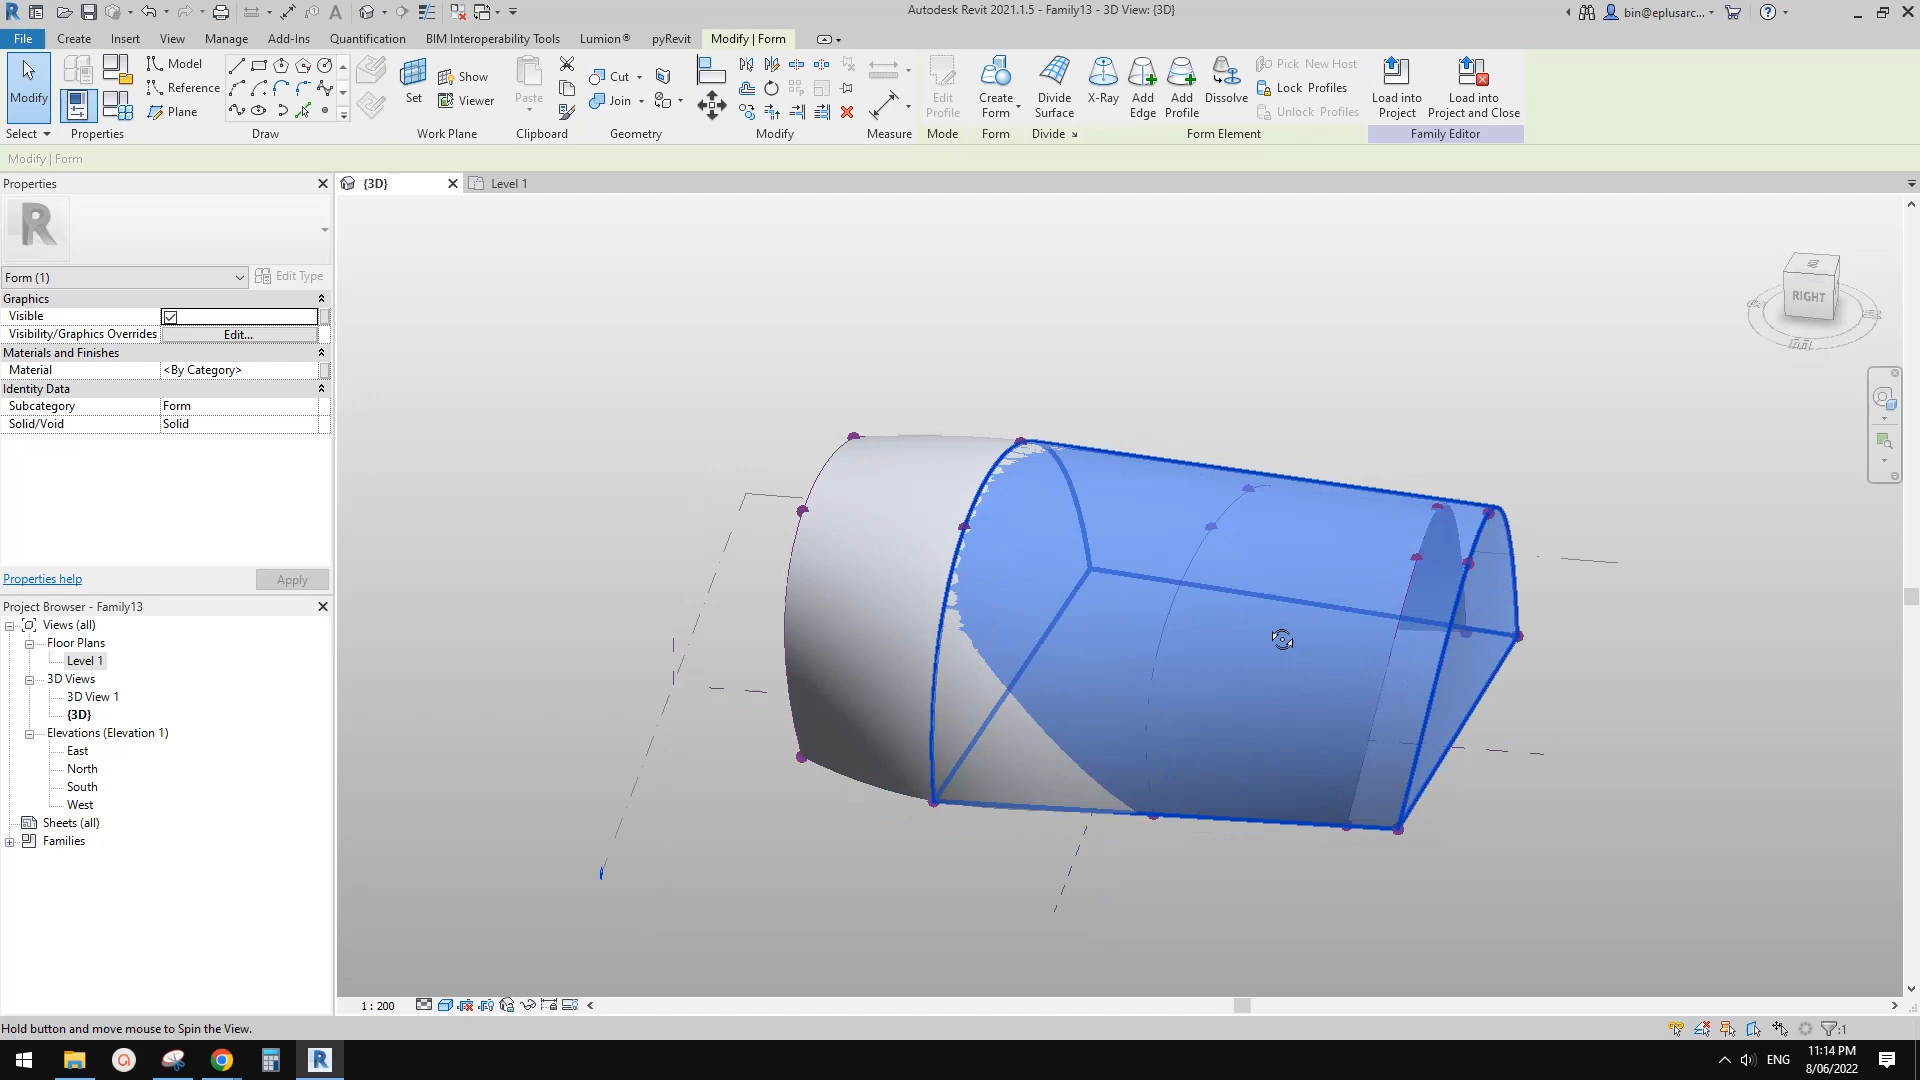 Autodesk Revit 2021.1.5 - Family13 - 3D View: {3D}
bin@eplusarc...
File Create Insert View Manage Add-Ins Quantification BIM Interoperability Tools Lumion® pyRevit Modify | Form
Modify
Model
Reference
Plane
Set
Show
Viewer
Paste
Cut
Join
Edit Profile
Create Form
Divide Surface
X-Ray
Add Edge
Add Profile
Dissolve
Pick New Host
Lock Profiles
Unlock Profiles
Load into Project
Load into Project and Close
Select Properties Draw Work Plane Clipboard Geometry Modify Measure Mode Form Divide Form Element Family Editor
Modify | Form
Properties
{3D}
Level 1
R
Form (1)
Edit Type
Graphics
Visible
Visibility/Graphics Overrides Edit...
Materials and Finishes
Material <By Category>
Identity Data
Subcategory Form
Solid/Void Solid
RIGHT
Properties help
Apply
Project Browser - Family13
Views (all)
Floor Plans
Level 1
3D Views
3D View 1
{3D}
Elevations (Elevation 1)
East
North
South
West
Sheets (all)
Families
1 : 200
Hold button and move mouse to Spin the View.
:1
ENG
11:14 PM
8/06/2022